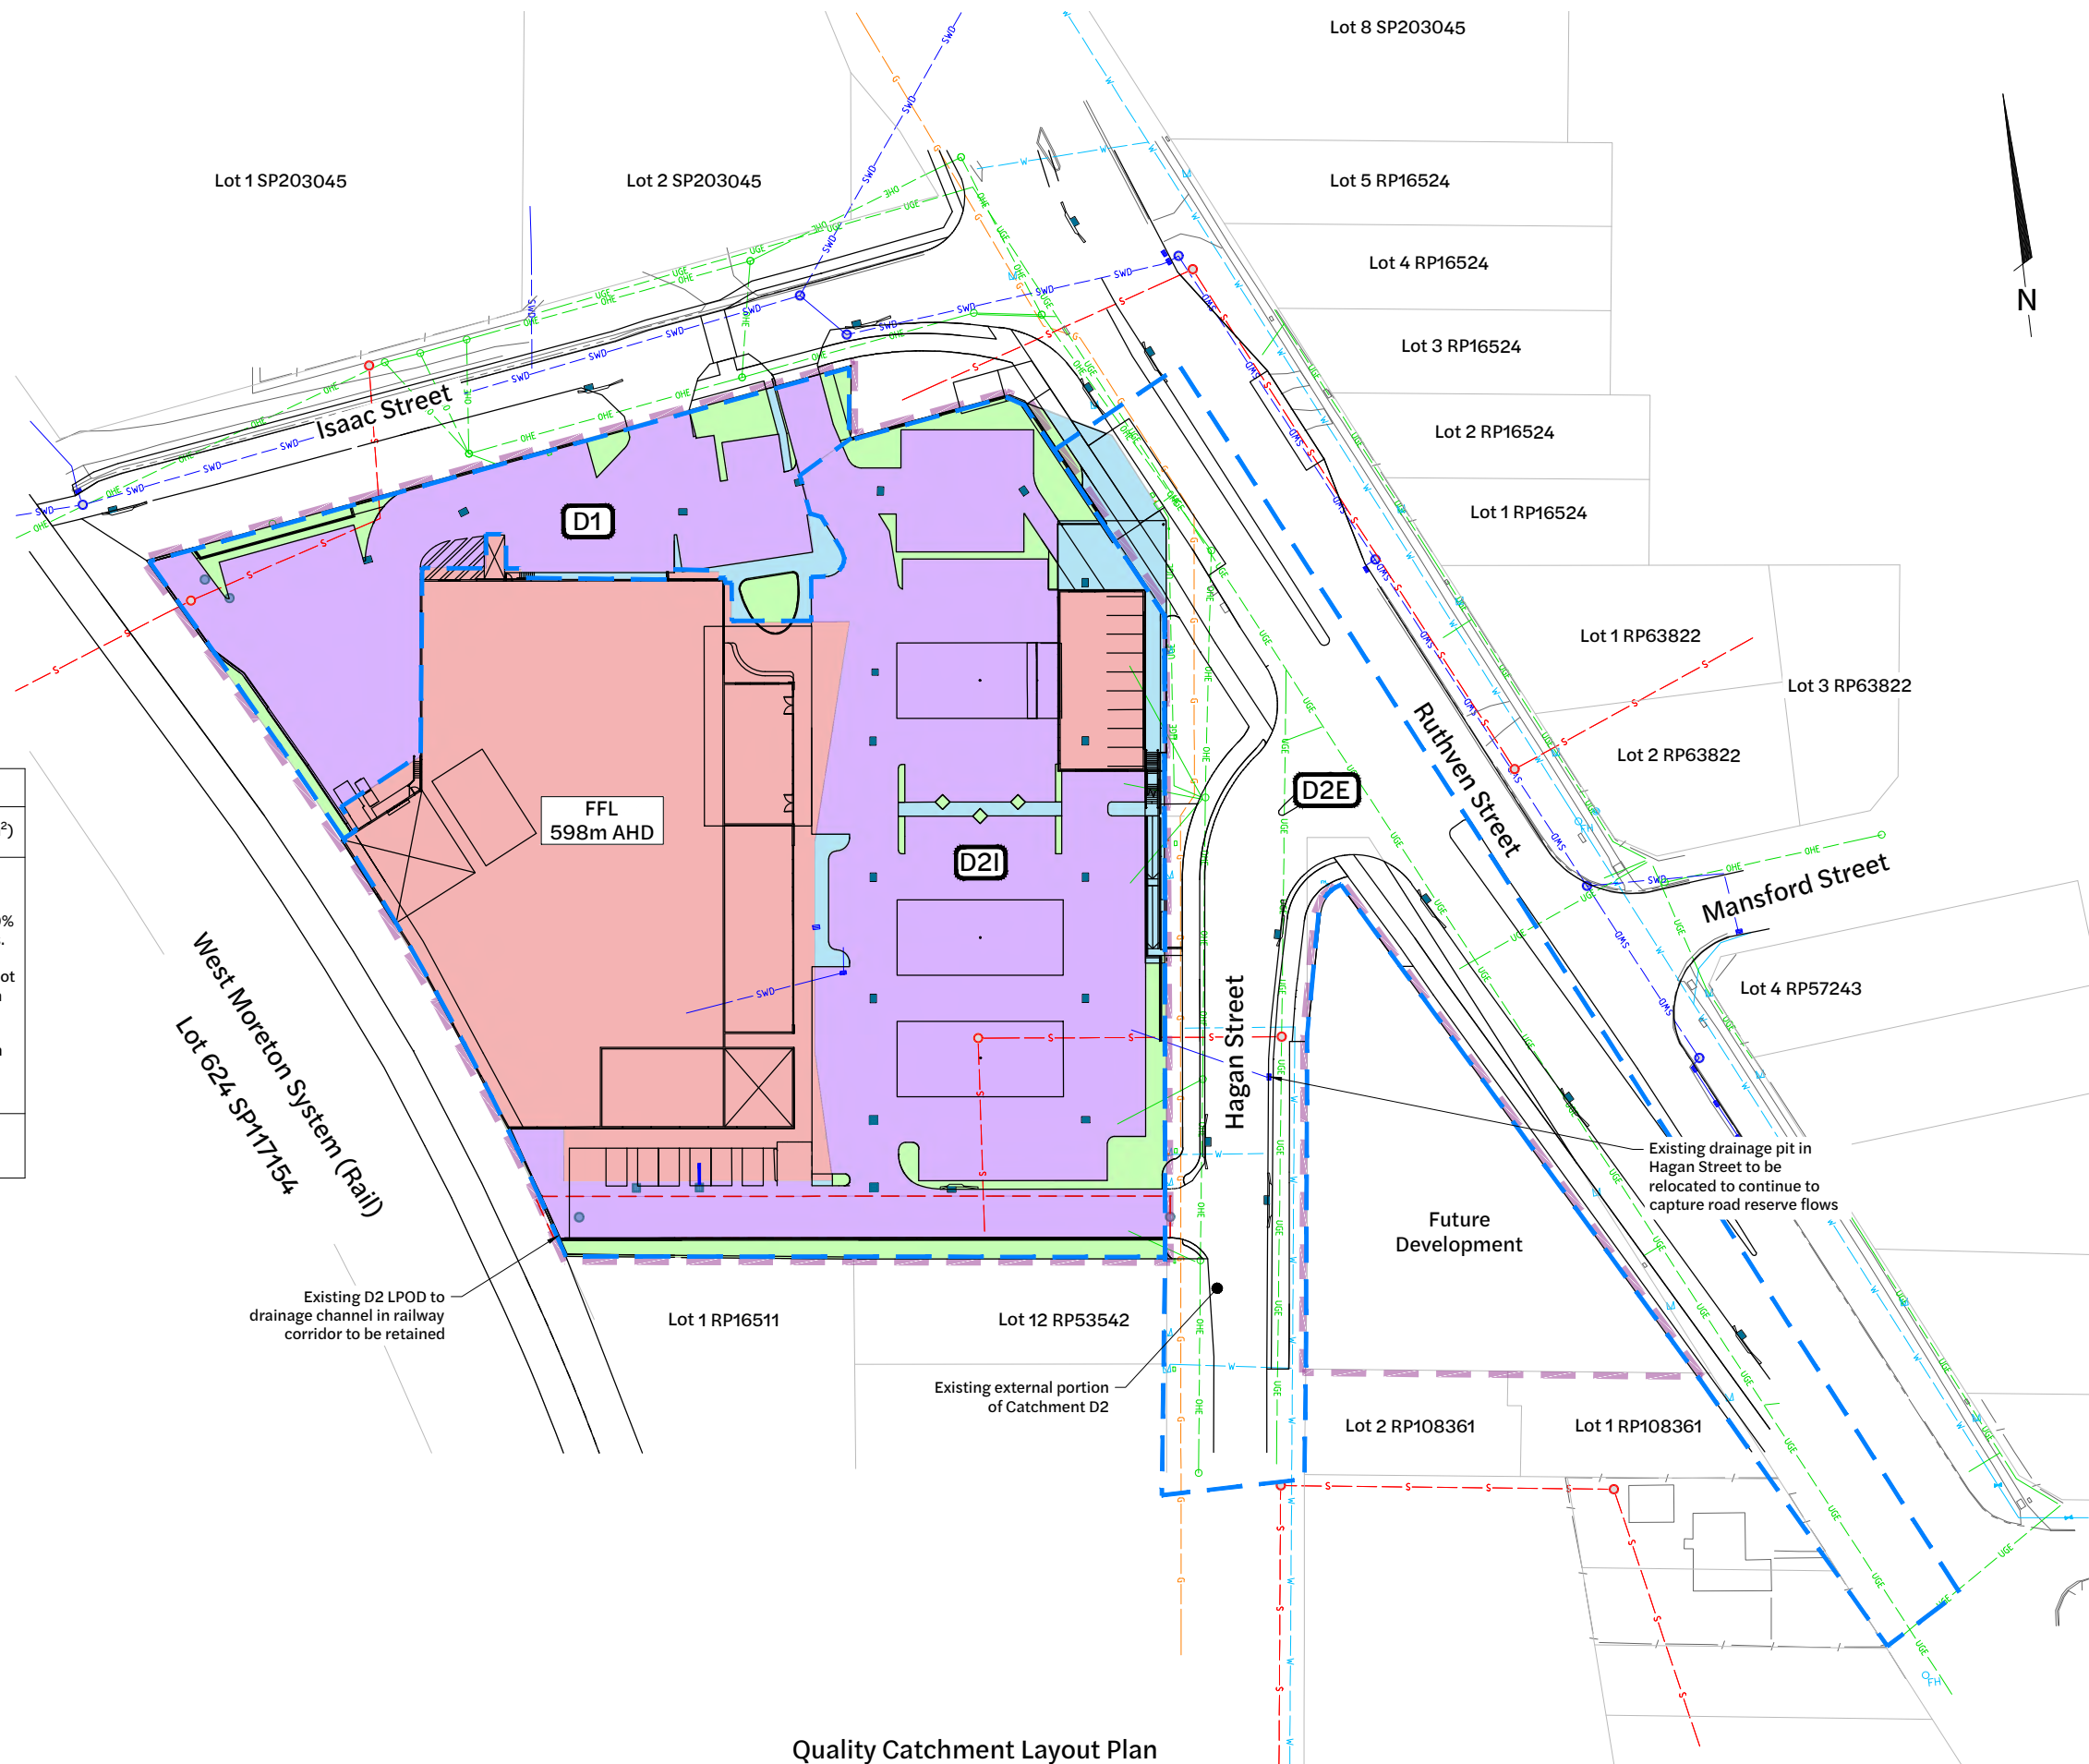 Lot 8 SP203045
Lot 1 SP203045
Lot 2 SP203045
Lot 5 RP16524
Lot 4 RP16524
Lot 3 RP16524
Lot 2 RP16524
Lot 1 RP16524
N
Isaac Street
D1
Lot 1 RP63822
Lot 3 RP63822
Lot 2 RP63822
Ruthven Street
D2E
FFL
598m AHD
D2I
Mansford Street
Lot 4 RP57243
West Moreton System (Rail)
Lot 624 SP117154
Hagan Street
Existing drainage pit in
Hagan Street to be
relocated to continue to
capture road reserve flows
Future
Development
Existing D2 LPOD to
drainage channel in railway
corridor to be retained
Lot 1 RP16511
Lot 12 RP53542
Existing external portion
of Catchment D2
Lot 2 RP108361
Lot 1 RP108361
FH
FH
Quality Catchment Layout Plan